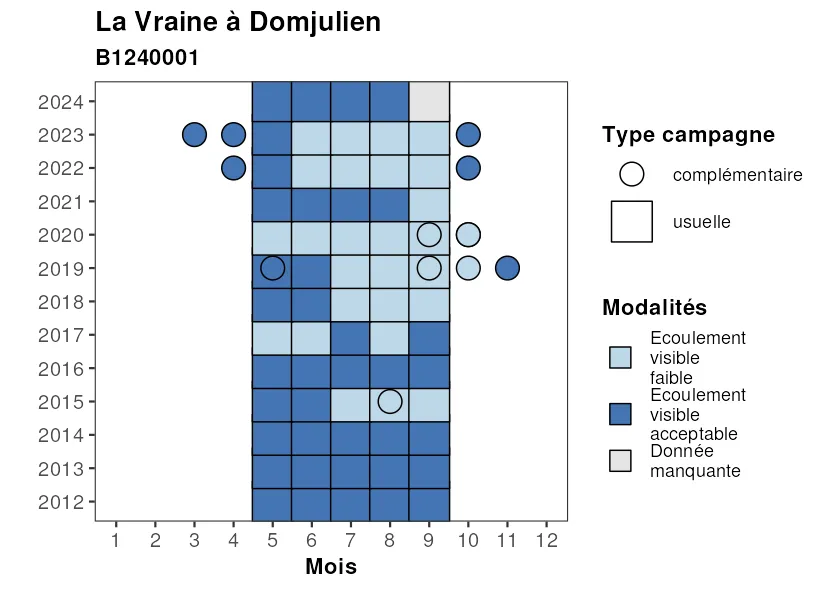 La Vraine à Domjulien
B1240001
2024
2023
2022
2021
2020
2019
2018
2017
2016
2015
2014
2013
2012
1 2 3 4 5 6 7 8 9 10 11 12
Mois
Type campagne
complémentaire
usuelle
Modalités
Ecoulement
visible
faible
Ecoulement
visible
acceptable
Donnée
manquante